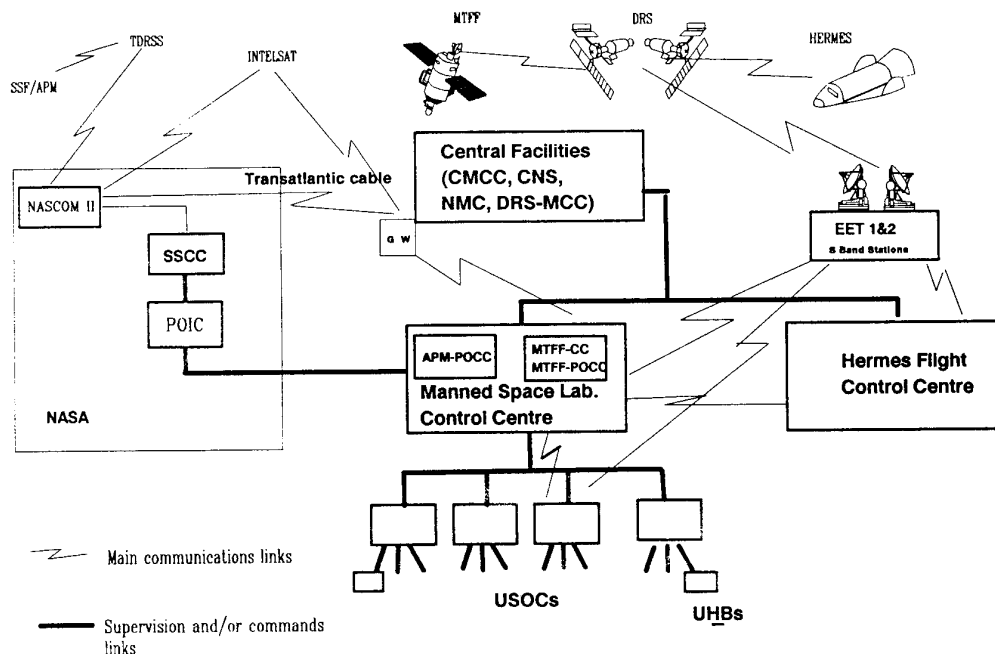 MTFF
DRS
TDRSS
INTELSAT
HERMES
SSF/APM
Central Facilities
(CMCC, CNS,
NMC, DRS-MCC)
Transatlantic cable
NASCOM II
G W
EET 1&2
S Band Stations
SSCC
POIC
APM-POCC
MTFF-CC
MTFF-POCC
Manned Space Lab.
Control Centre
Hermes Flight
Control Centre
NASA
Main communications links
USOCs
UHBs
Supervision and/or commands
links